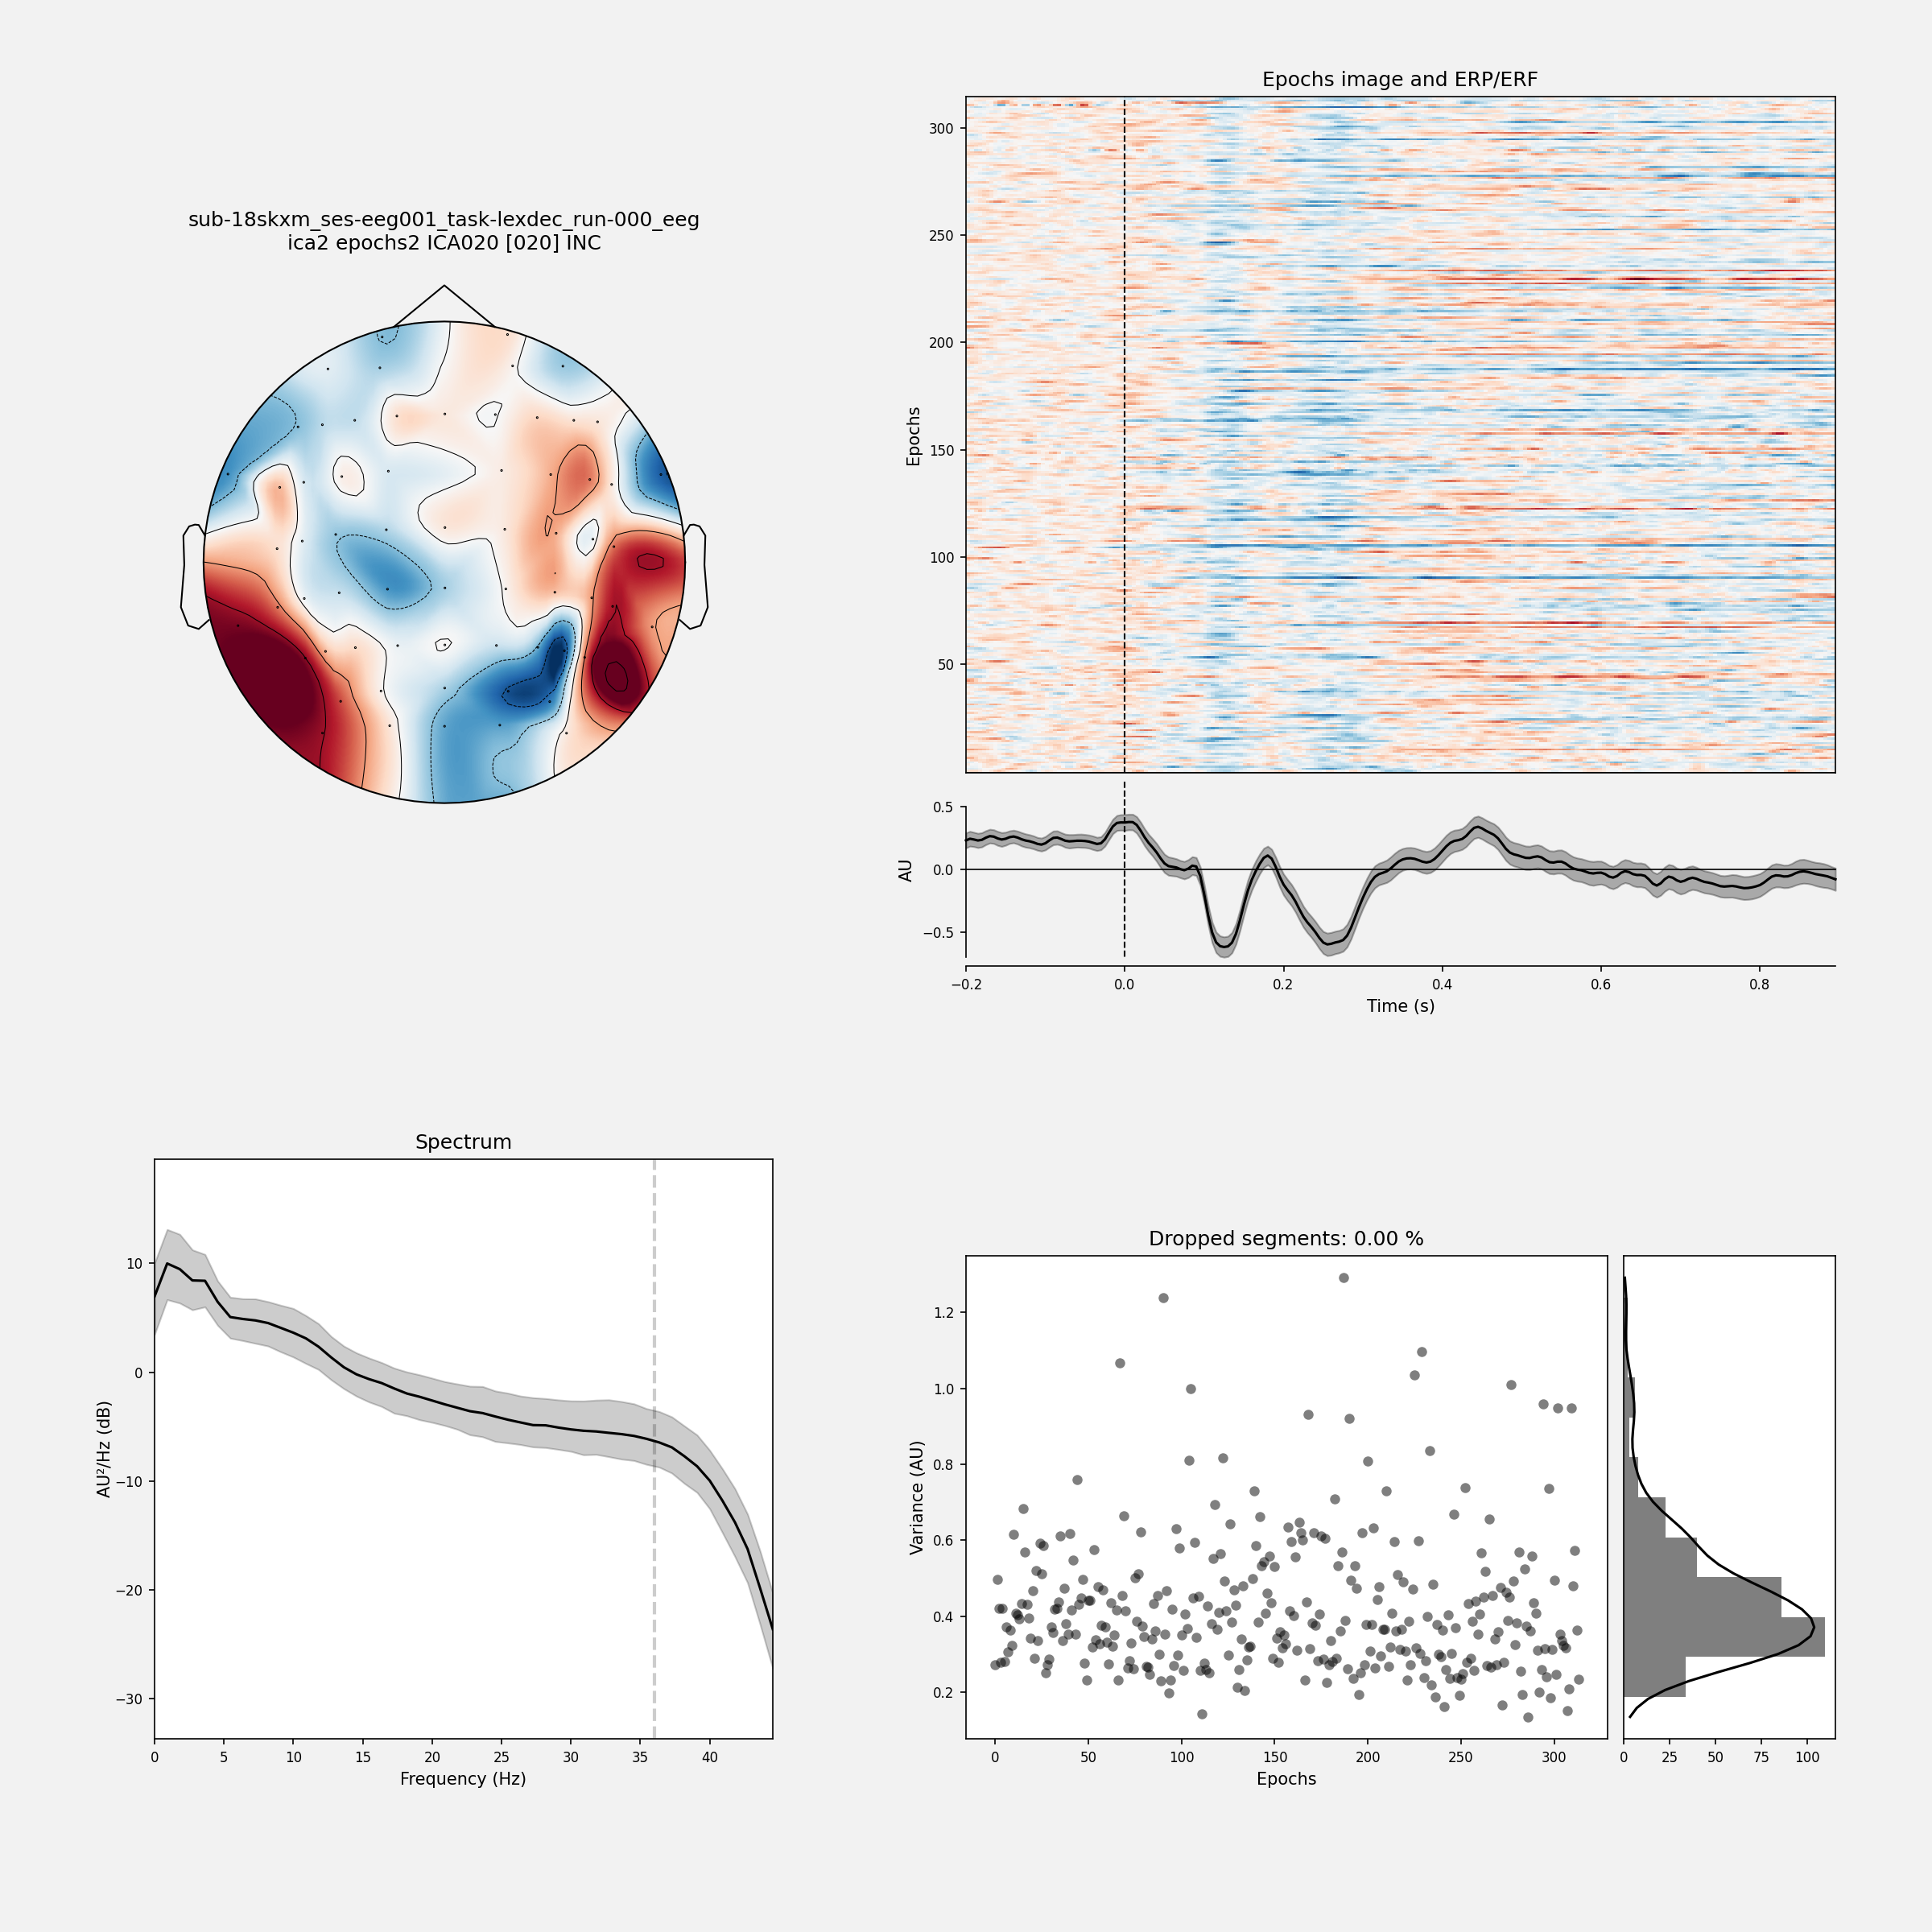 sub-18skxm_ses-eeg001_task-lexdec_run-000_eeg
ica2 epochs2 ICA020 [020] INC
Epochs image and ERP/ERF
300
250
200
150
100
50
Epochs
0.5
0.0
−0.5
AU
−0.2 0.0 0.2 0.4 0.6 0.8
Time (s)
Spectrum
10
0
−10
−20
−30
AU²/Hz (dB)
0 5 10 15 20 25 30 35 40
Frequency (Hz)
Dropped segments: 0.00 %
1.2
1.0
0.8
0.6
0.4
0.2
Variance (AU)
0 50 100 150 200 250 300
Epochs
0 25 50 75 100